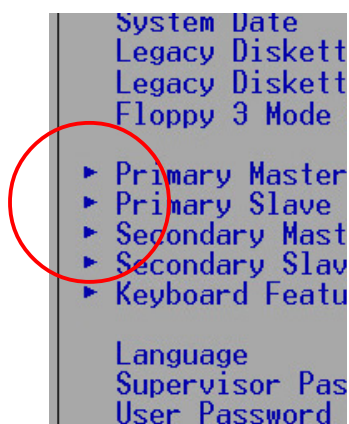 System Date
Legacy Diskett
Legacy Diskett
Floppy 3 Mode
Primary Master
Primary Slave
Secondary Mast
Secondary Slav
Keyboard Featu
Language
Supervisor Pas
User Password